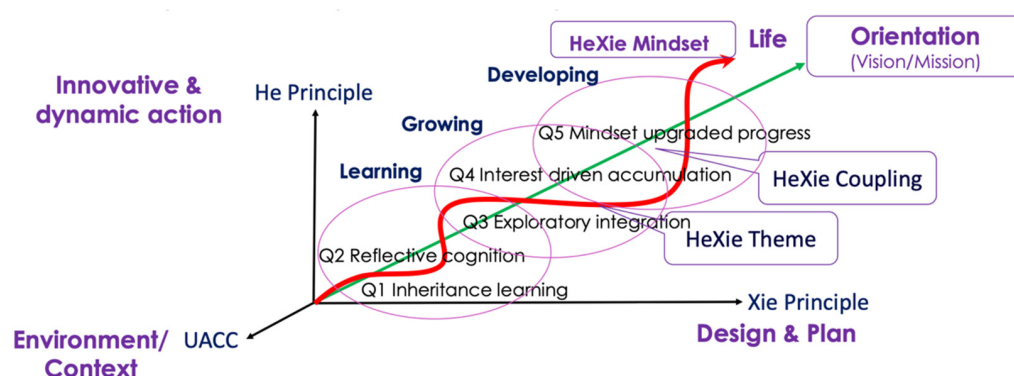 HeXie Mindset
Life
Orientation
(Vision/Mission)
Developing
Innovative &
dynamic action
He Principle
Growing
Q5 Mindset upgraded progress
Learning
Q4 Interest driven accumulation
HeXie Coupling
Q3 Exploratory integration
HeXie Theme
Q2 Reflective cognition
Q1 Inheritance learning
Xie Principle
Design & Plan
Environment/
Context
UACC